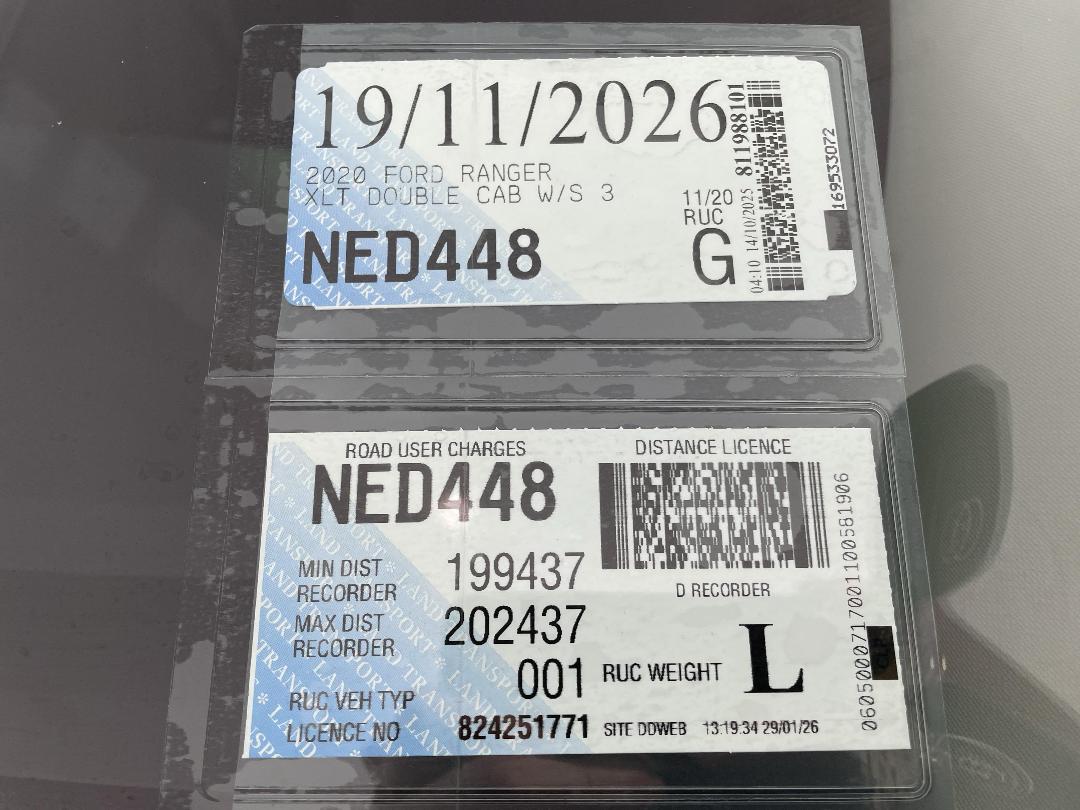 19/11/2026
2020 FORD RANGER
XLT DOUBLE CAB W/S 3
11/20
RUC
NED448
G
04:10 14/10/2025 811988101
169533072
ROAD USER CHARGES
NED448
DISTANCE LICENCE
MIN DIST
RECORDER
199437
D RECORDER
MAX DIST
RECORDER
202437
RUC VEH TYP
001
RUC WEIGHT L
LICENCE NO
824251771
SITE DDWEB 13:19:34 29/01/26
0605000717001100581906